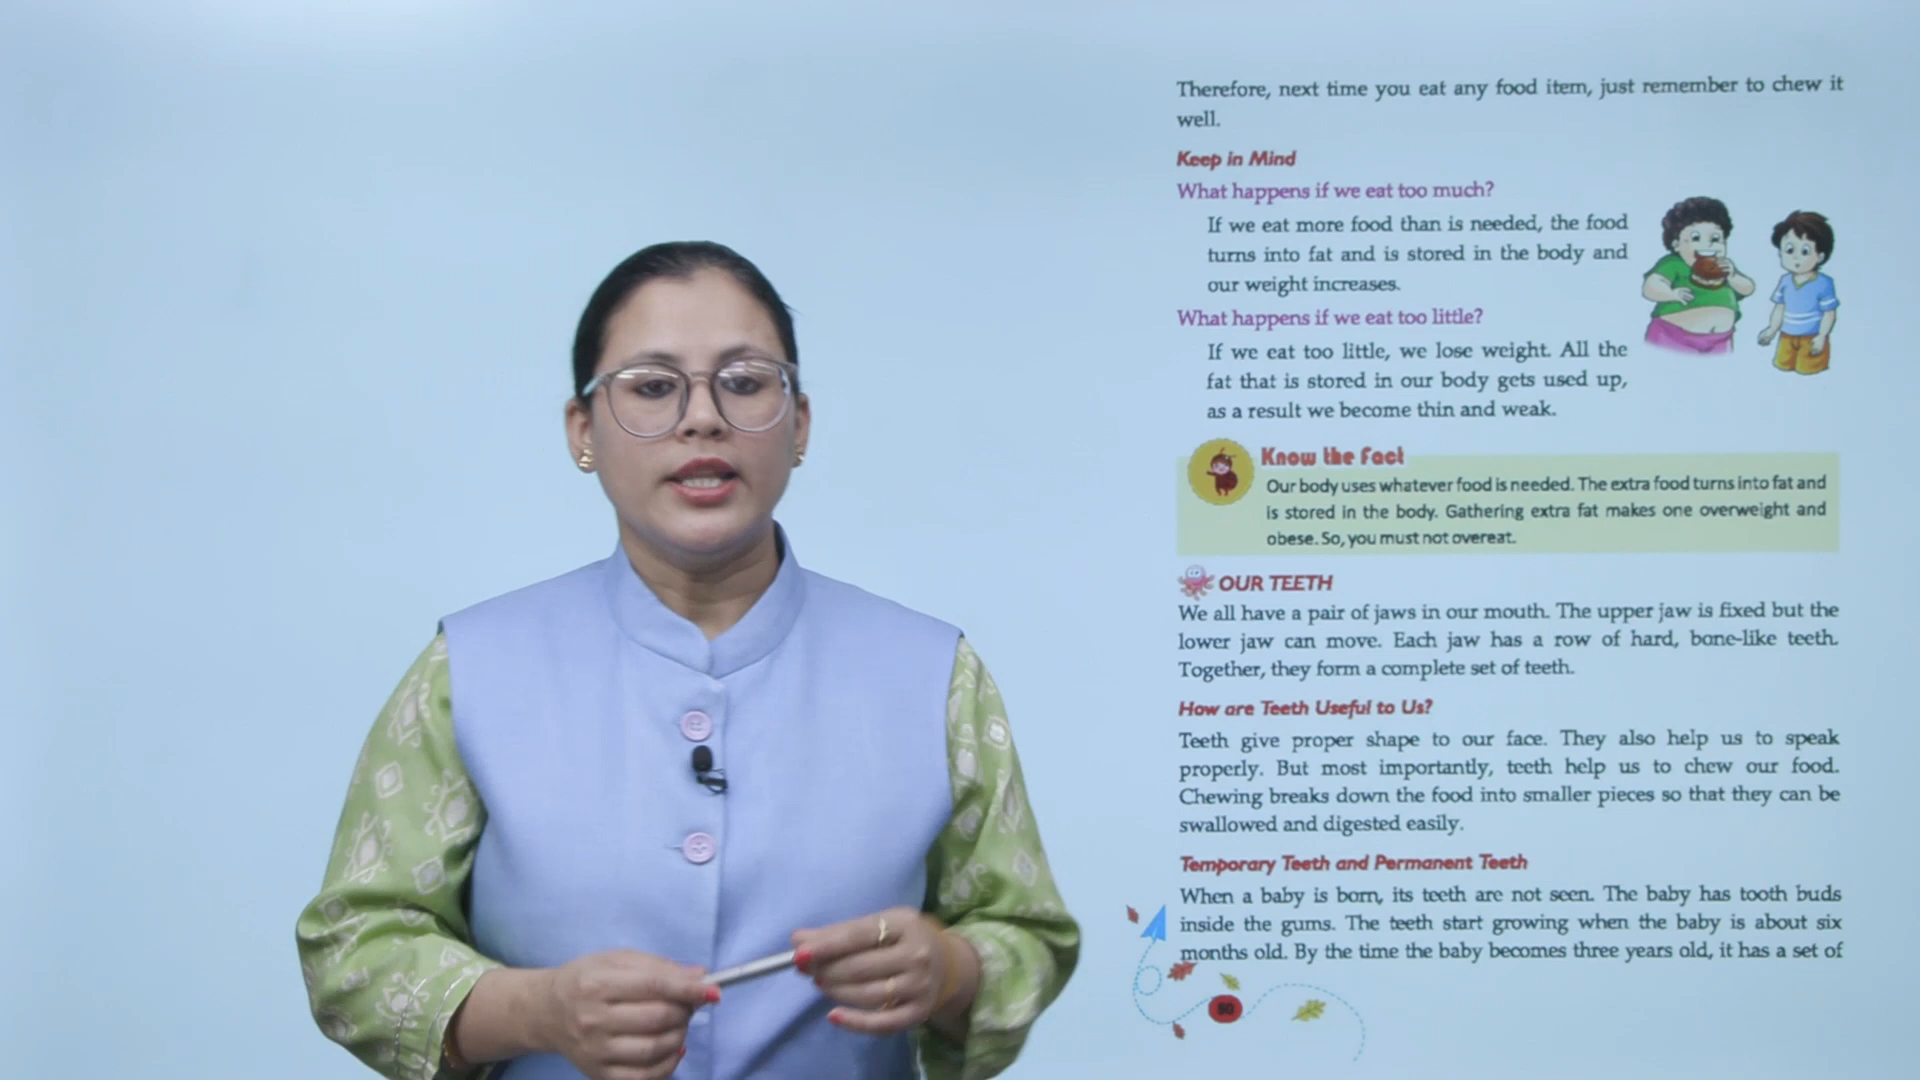 Therefore, next time you eat any food item, just remember to chew it
well.
Keep in Mind
What happens if we eat too much?
If we eat more food than is needed, the food
turns into fat and is stored in the body and
our weight increases.
What happens if we eat too little?
If we eat too little, we lose weight. All the
fat that is stored in our body gets used up,
as a result we become thin and weak.
Know the Fact
Our body uses whatever food is needed. The extra food turns into fat and
is stored in the body. Gathering extra fat makes one overweight and
obese. So, you must not overeat.
OUR TEETH
We all have a pair of jaws in our mouth. The upper jaw is fixed but the
lower jaw can move. Each jaw has a row of hard, bone-like teeth.
Together, they form a complete set of teeth.
How are Teeth Useful to Us?
Teeth give proper shape to our face. They also help us to speak
properly. But most importantly, teeth help us to chew our food.
Chewing breaks down the food into smaller pieces so that they can be
swallowed and digested easily.
Temporary Teeth and Permanent Teeth
When a baby is born, its teeth are not seen. The baby has tooth buds
inside the gums. The teeth start growing when the baby is about six
months old. By the time the baby becomes three years old, it has a set of